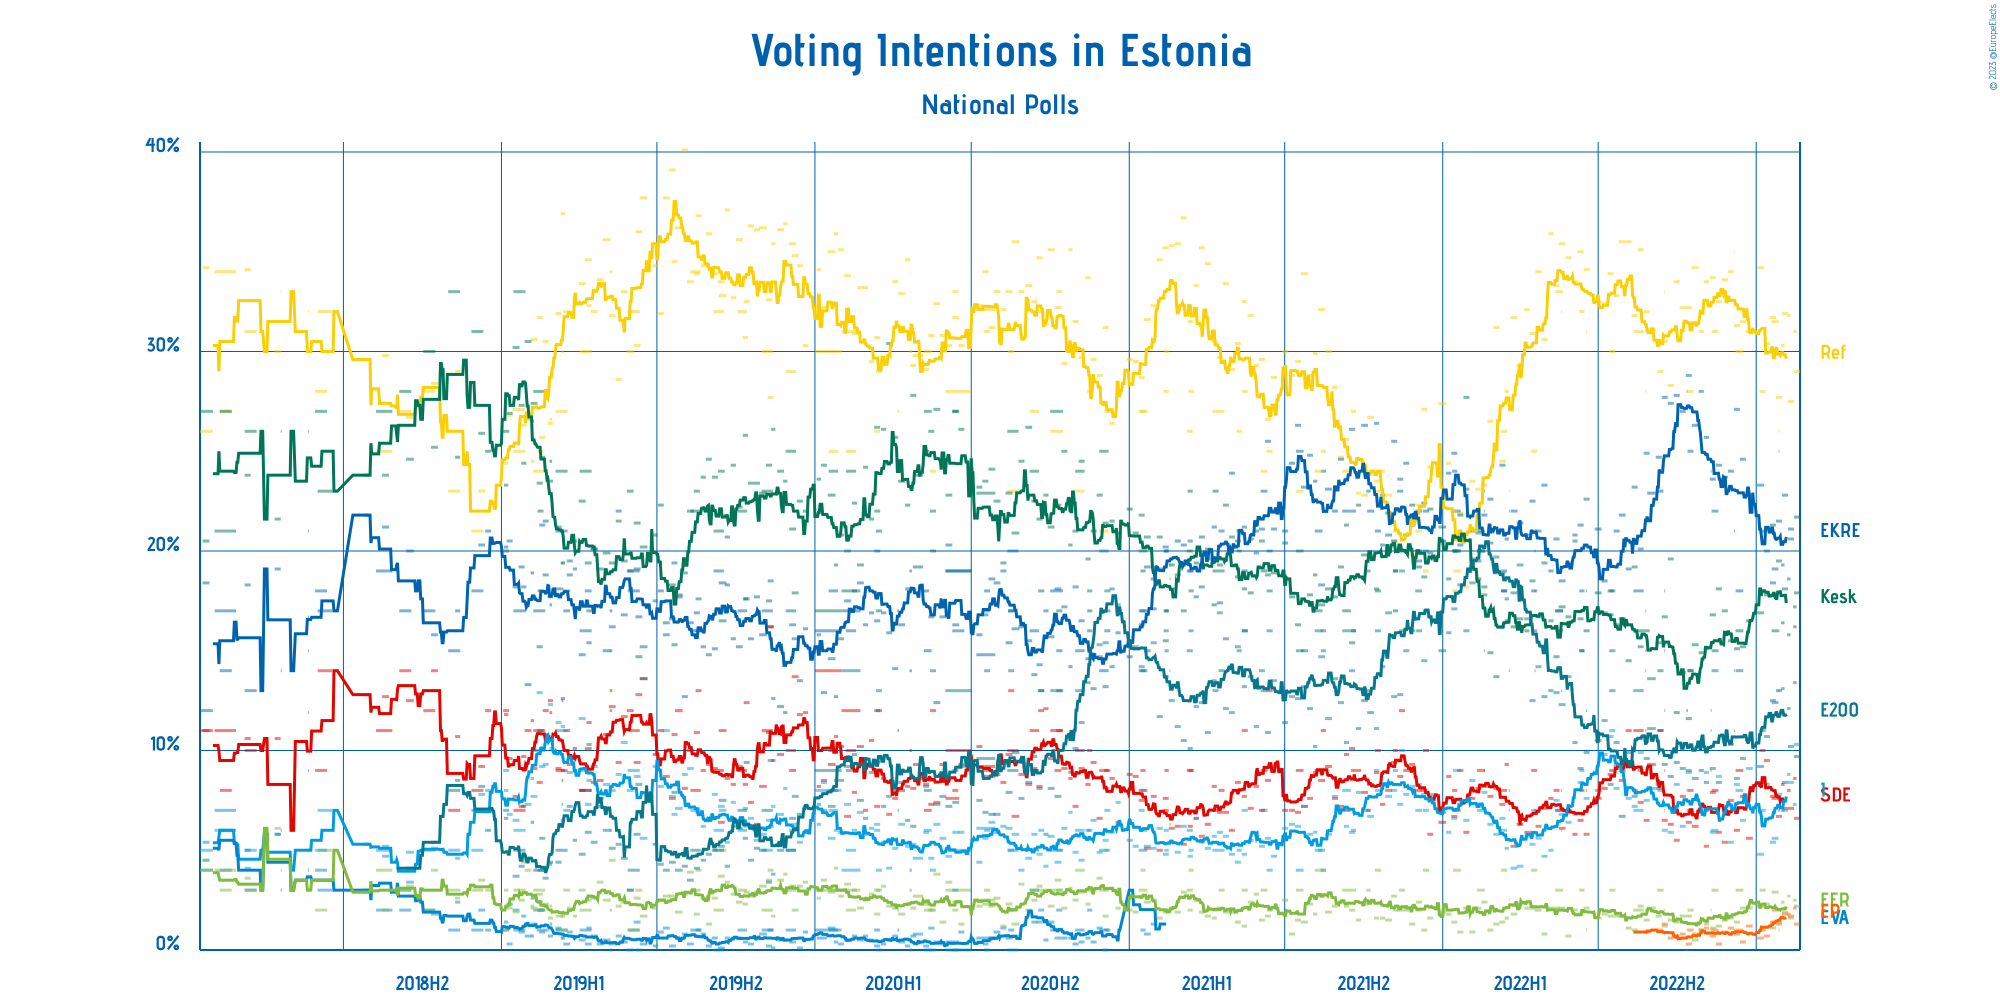 © 2023 @EuropeElects
Voting Intentions in Estonia
National Polls
40%
30%
20%
10%
0%
Ref
EKRE
Kesk
E200
SDE
EER
EP
EVA
2018H2
2019H1
2019H2
2020H1
2020H2
2021H1
2021H2
2022H1
2022H2